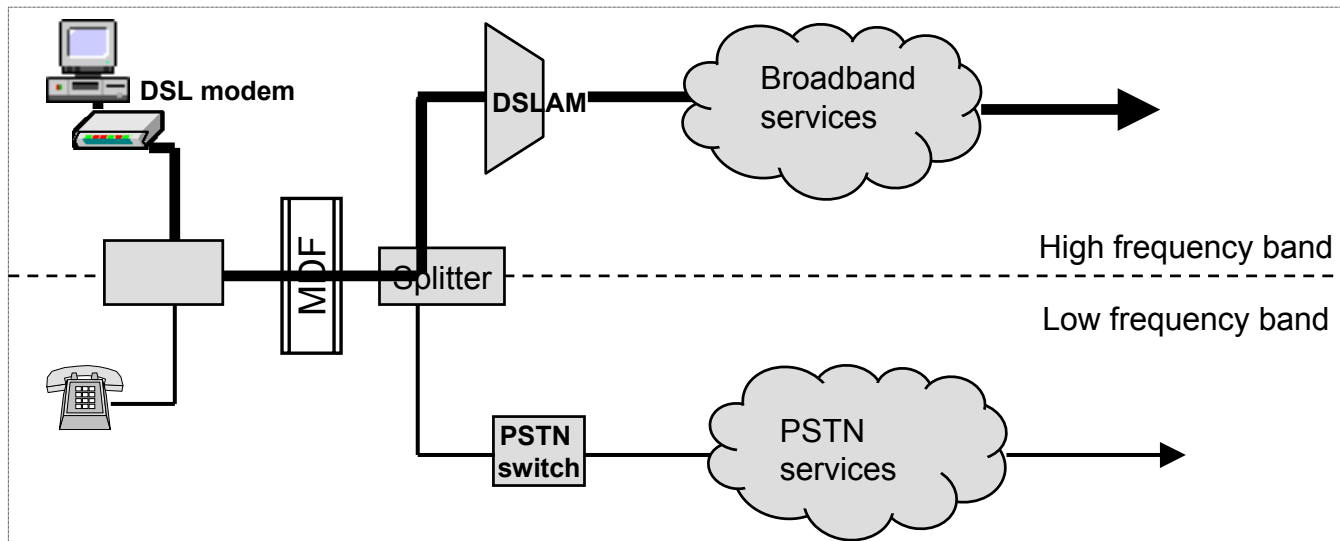 DSL modem
DSLAM
Broadband
services
High frequency band
MDF
Splitter
Low frequency band
PSTN
switch
PSTN
services